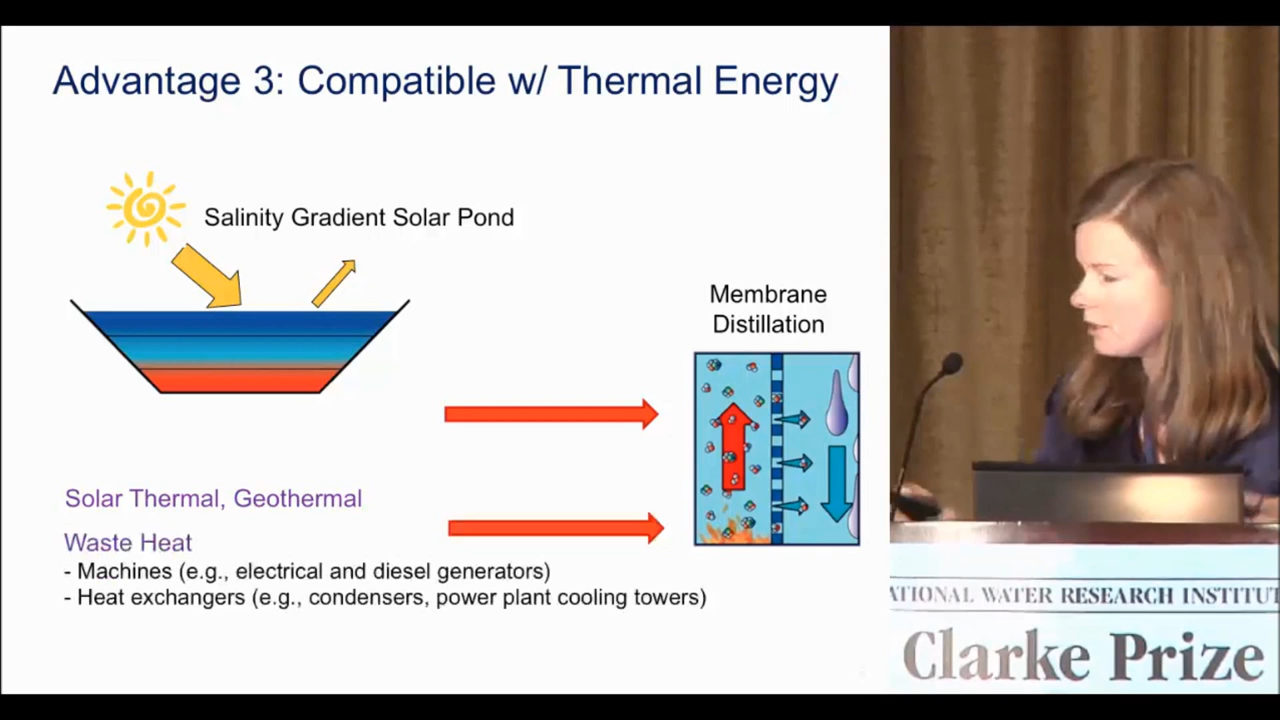 Advantage 3: Compatible w/ Thermal Energy
Salinity Gradient Solar Pond
Membrane
Distillation
Solar Thermal, Geothermal
Waste Heat
- Machines (e.g., electrical and diesel generators)
- Heat exchangers (e.g., condensers, power plant cooling towers)
ATIONAL WATER RESEARCH INSTITUT
Clarke Prize